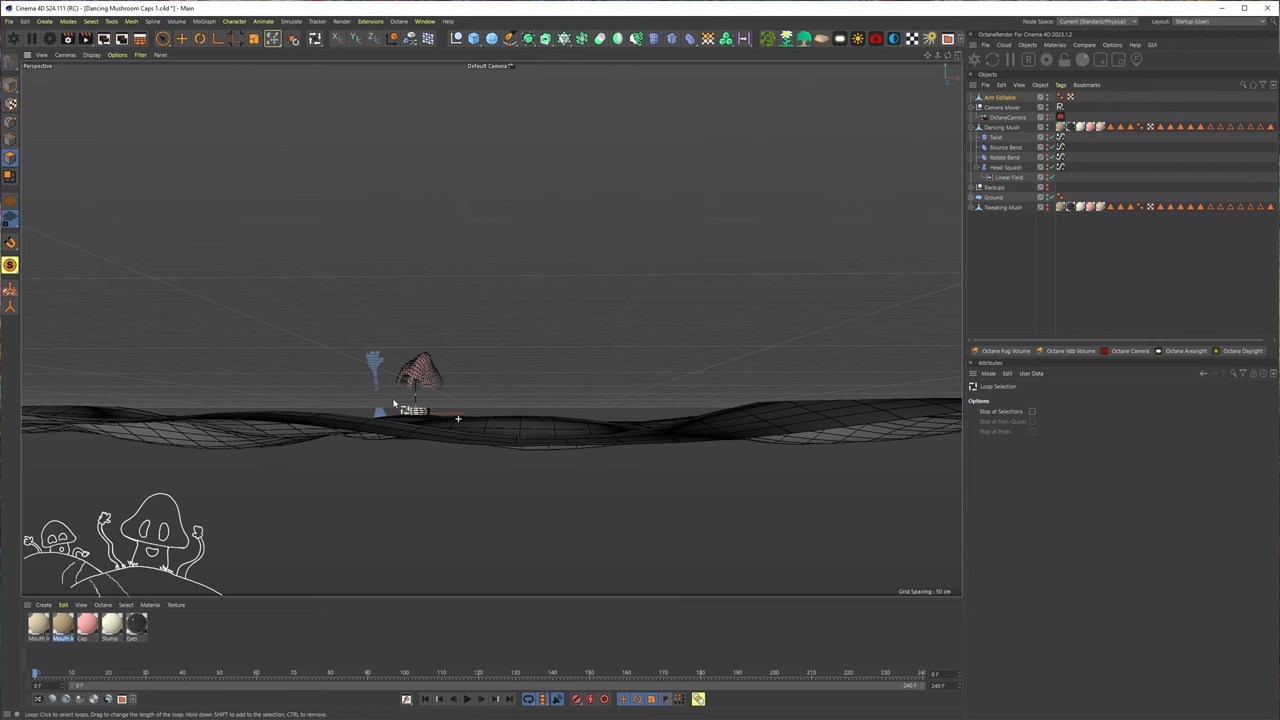 Cinema 4D S24.111 (RC) - [Dancing Mushroom Caps 1.c4d *] - Main
File Edit Create Modes Select Tools Mesh Spline Volume MoGraph Character Animate Simulate Tracker Render Extensions Octane Window Help
Node Space: Current (Standard/Physical) Layout: Startup (User)
View Cameras Display Options Filter Panel
Perspective
Default Camera
Grid Spacing : 50 cm
OctaneRender For Cinema 4D 2023.1.2
File Cloud Objects Materials Compare Options Help GUI
Objects
File Edit View Object Tags Bookmarks
Arm Editable
Camera Mover
OctaneCamera
Dancing Mush
Twist
Bounce Bend
Rotate Bend
Head Squash
Linear Field
Backups
Ground
Tweaking Mush
Octane Fog Volume Octane Vdb Volume Octane Camera Octane Arealight Octane Daylight
Attributes
Mode Edit User Data
Loop Selection
Options
Stop at Selections
Stop at Non-Quads
Stop at Poles
Create Edit View Octane Select Material Texture
Mouth I Mouth I Cap Stump Eyes
0 10 20 30 40 50 60 70 80 90 100 110 120 130 140 150 160 170 180 190 200 210 220 230 240 0 F
0 F 0 F 240 F 240 F
Loop: Click to select loops. Drag to change the length of the loop. Hold down SHIFT to add to the selection, CTRL to remove.